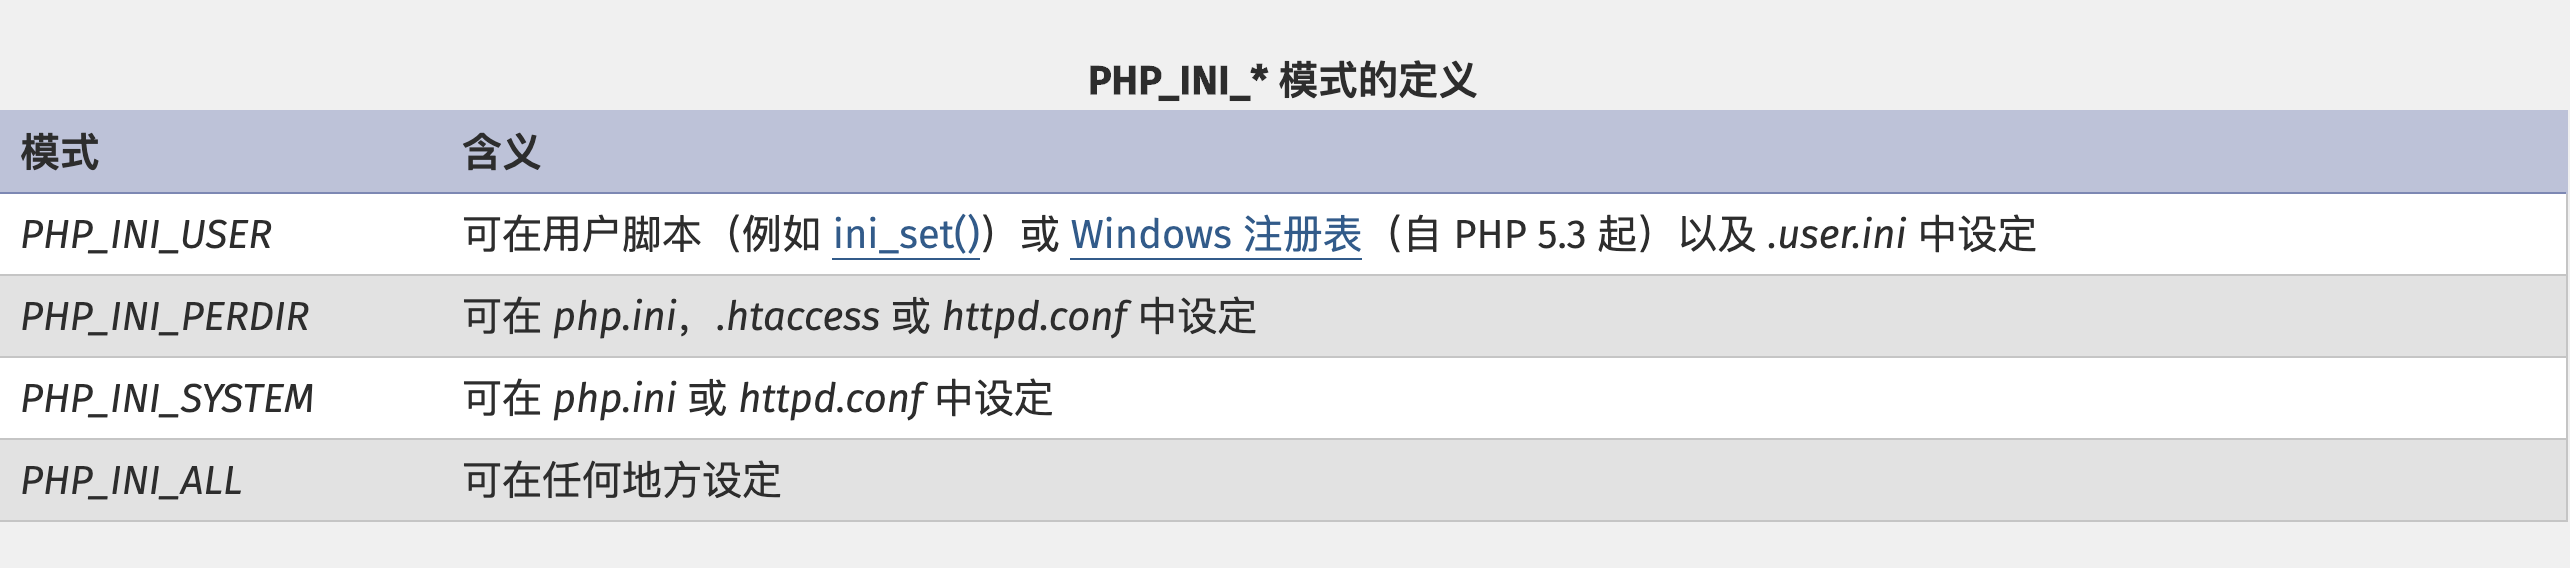 PHP_INI_* 模式的定义
模式 含义
PHP_INI_USER 可在用户脚本（例如 ini_set()）或 Windows 注册表（自 PHP 5.3 起）以及 .user.ini 中设定
PHP_INI_PERDIR 可在 php.ini，.htaccess 或 httpd.conf 中设定
PHP_INI_SYSTEM 可在 php.ini 或 httpd.conf 中设定
PHP_INI_ALL 可在任何地方设定